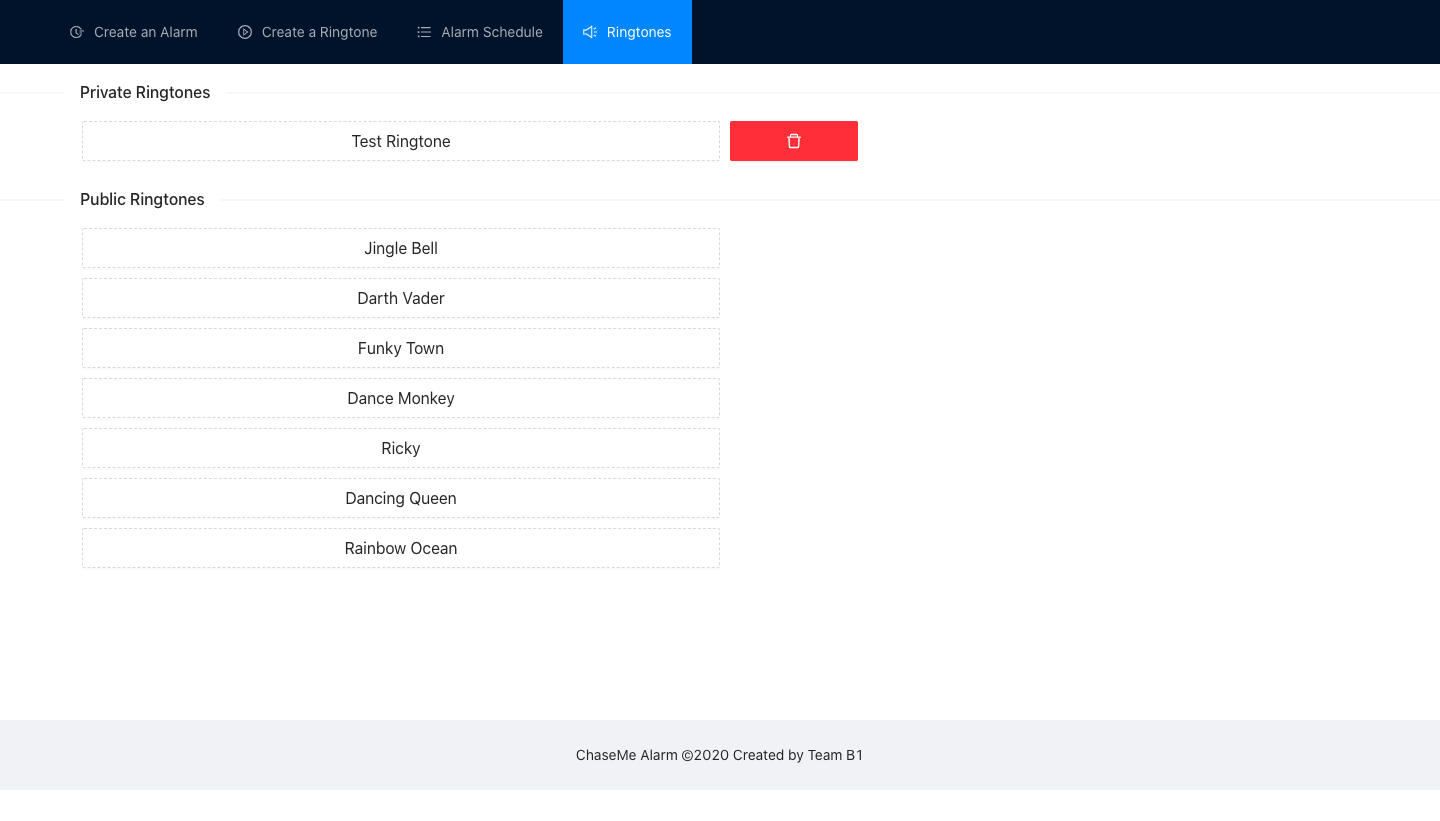 Create an Alarm Create a Ringtone Alarm Schedule Ringtones
Private Ringtones
Test Ringtone
Public Ringtones
Jingle Bell
Darth Vader
Funky Town
Dance Monkey
Ricky
Dancing Queen
Rainbow Ocean
ChaseMe Alarm ©2020 Created by Team B1